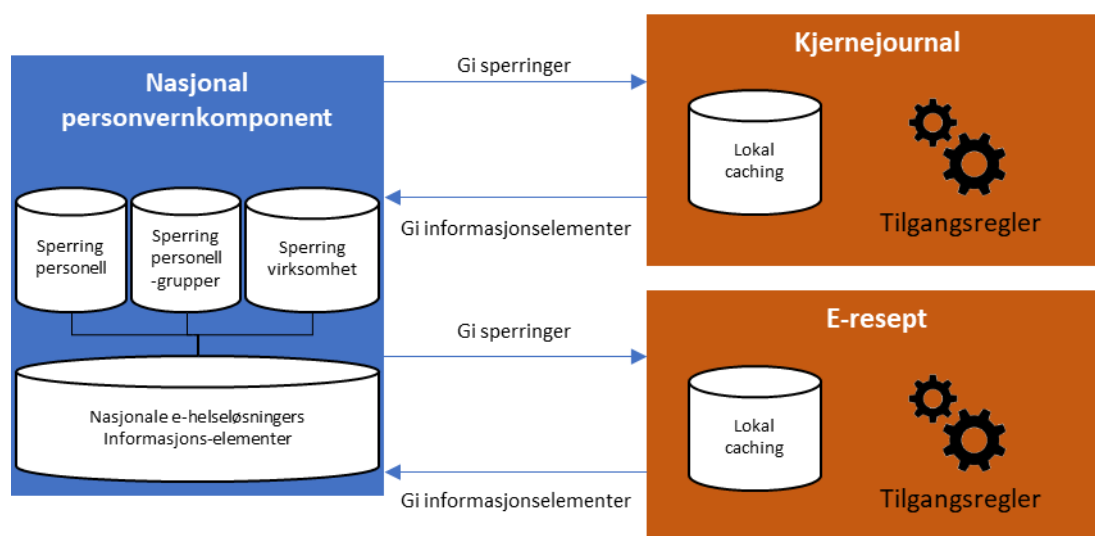 Nasjonal
personvernkomponent
Sperring
personell
Sperring
personell
-grupper
Sperring
virksomhet
Nasjonale e-helseløsningers
Informasjons-elementer
Gi sperringer
Gi informasjonselementer
Kjernejournal
Lokal
caching
Tilgangsregler
Gi sperringer
Gi informasjonselementer
E-resept
Lokal
caching
Tilgangsregler